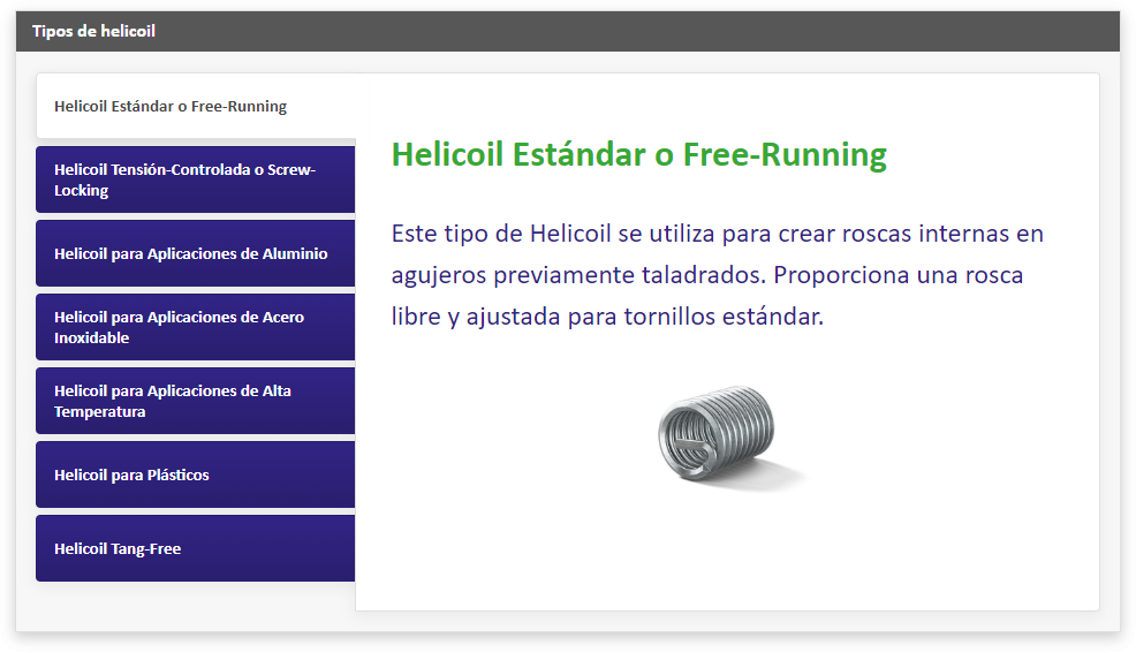 Tipos de helicoil
Helicoil Estándar o Free-Running
Helicoil Tensión-Controlada o Screw-
Locking
Helicoil para Aplicaciones de Aluminio
Helicoil para Aplicaciones de Acero
Inoxidable
Helicoil para Aplicaciones de Alta
Temperatura
Helicoil para Plásticos
Helicoil Tang-Free
Helicoil Estándar o Free-Running
Este tipo de Helicoil se utiliza para crear roscas internas en
agujeros previamente taladrados. Proporciona una rosca
libre y ajustada para tornillos estándar.